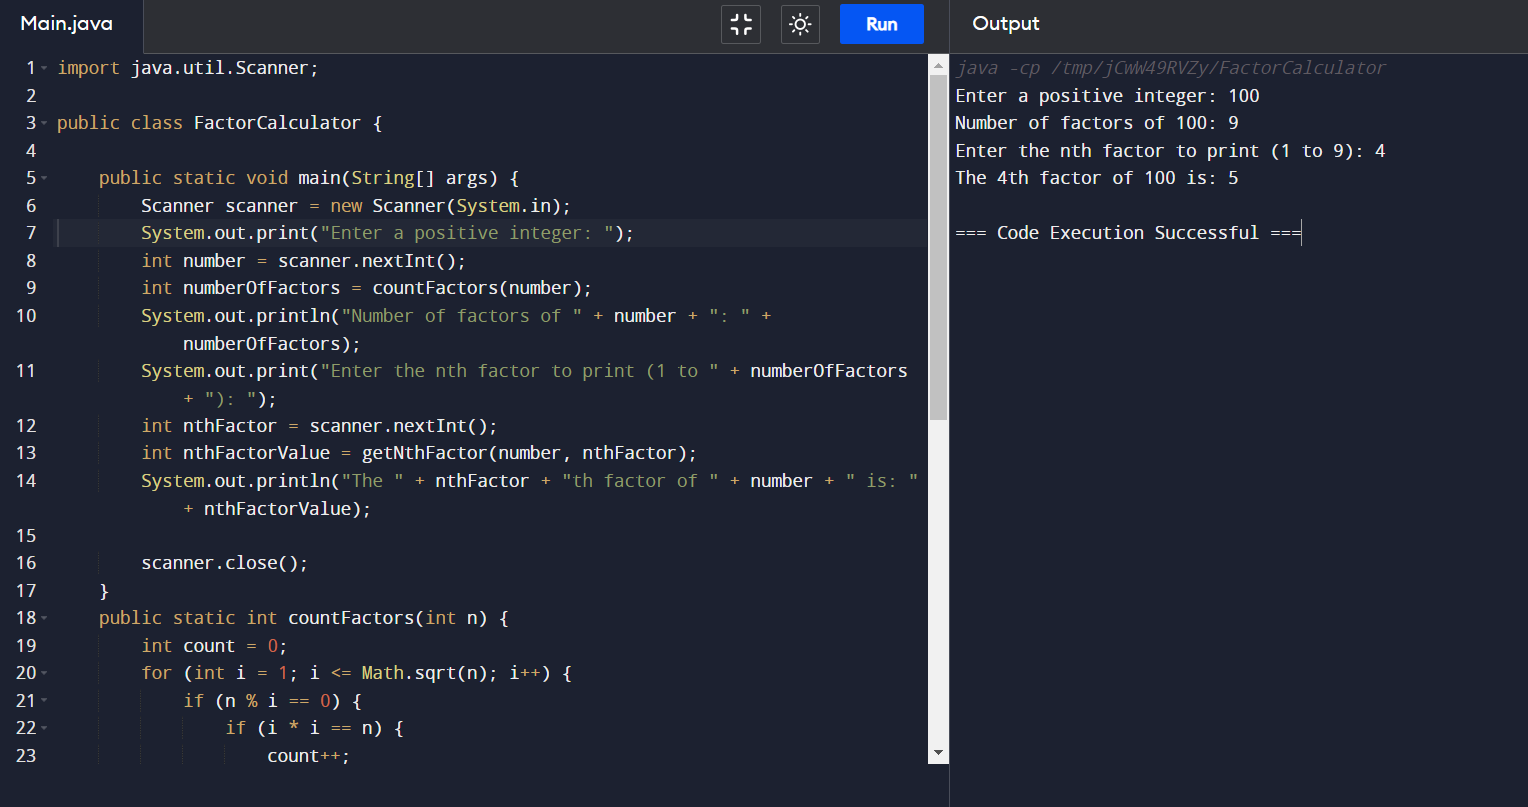 Main.java
Run
Output
1 import java.util.Scanner;
2
3 public class FactorCalculator {
4
5 public static void main(String[] args) {
6 Scanner scanner = new Scanner(System.in);
7 System.out.print("Enter a positive integer: ");
8 int number = scanner.nextInt();
9 int numberOfFactors = countFactors(number);
10 System.out.println("Number of factors of " + number + ": " +
numberOfFactors);
11 System.out.print("Enter the nth factor to print (1 to " + numberOfFactors
+ "): ");
12 int nthFactor = scanner.nextInt();
13 int nthFactorValue = getNthFactor(number, nthFactor);
14 System.out.println("The " + nthFactor + "th factor of " + number + " is: "
+ nthFactorValue);
15
16 scanner.close();
17 }
18 public static int countFactors(int n) {
19 int count = 0;
20 for (int i = 1; i <= Math.sqrt(n); i++) {
21 if (n % i == 0) {
22 if (i * i == n) {
23 count++;
java -cp /tmp/jCwW49RVZy/FactorCalculator
Enter a positive integer: 100
Number of factors of 100: 9
Enter the nth factor to print (1 to 9): 4
The 4th factor of 100 is: 5
=== Code Execution Successful ===